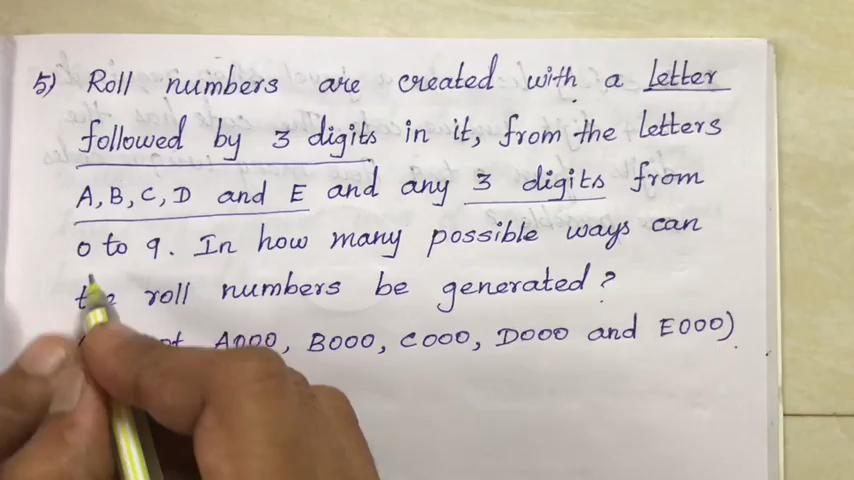 5) Roll numbers are created with a letter
followed by 3 digits in it, from the letters
A, B, C, D and E and any 3 digits from
0 to 9. In how many possible ways can
the roll numbers be generated?
A000, B000, C000, D000 and E000)